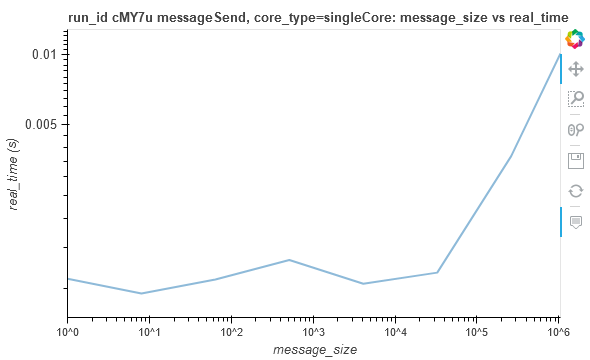 run_id cMY7u messageSend, core_type=singleCore: message_size vs real_time
0.01
0.005
real_time (s)
10^0 10^1 10^2 10^3 10^4 10^5 10^6
message_size